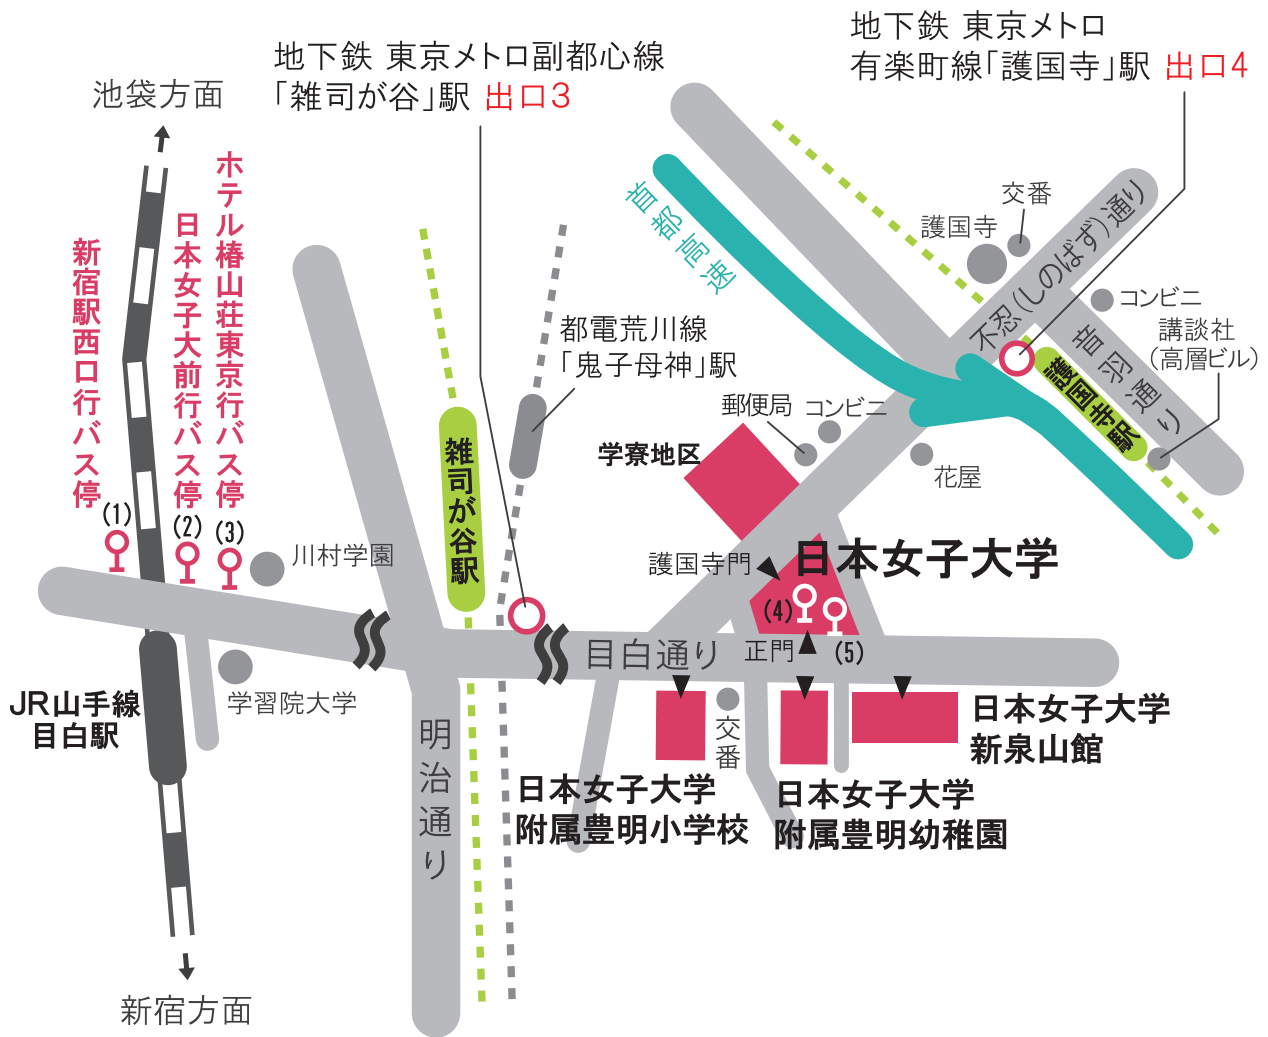 地下鉄 東京メトロ副都心線
「雑司が谷」駅 出口3
地下鉄 東京メトロ
有楽町線「護国寺」駅 出口4
池袋方面
ホテル椿山荘東京行バス停
日本女子大前行バス停
新宿駅西口行バス停
(1)
(2)
(3)
川村学園
学習院大学
JR山手線
目白駅
新宿方面
雑司が谷駅
都電荒川線
「鬼子母神」駅
首都高速
交番
護国寺
不忍(しのばず)通り
コンビニ
講談社
(高層ビル)
音羽通り
護国寺駅
郵便局
コンビニ
花屋
学寮地区
護国寺門
日本女子大学
(4)
(5)
正門
目白通り
明治通り
交番
日本女子大学
附属豊明小学校
日本女子大学
附属豊明幼稚園
日本女子大学
新泉山館